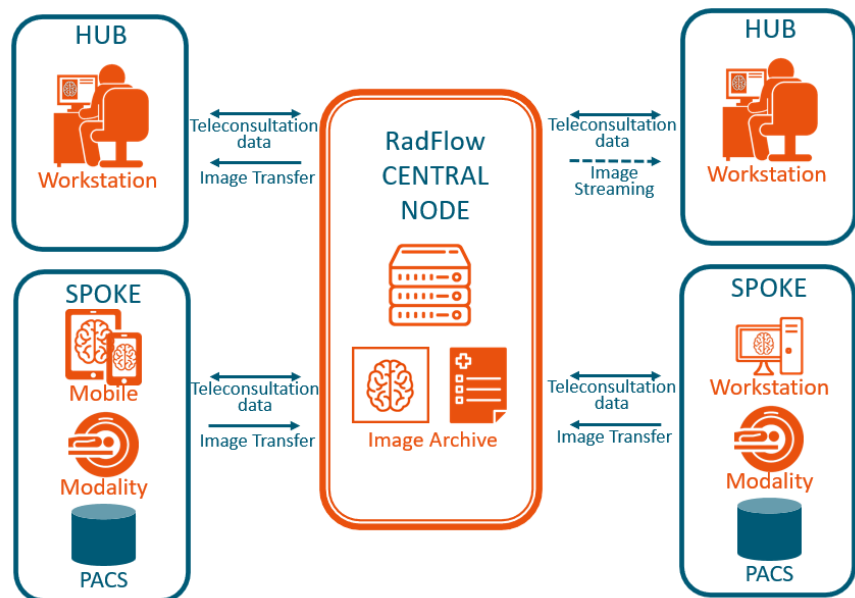 HUB
Workstation
Teleconsultation
data
Image Transfer
SPOKE
Mobile
Modality
PACS
Teleconsultation
data
Image Transfer
RadFlow
CENTRAL
NODE
Image Archive
HUB
Workstation
Teleconsultation
data
Image
Streaming
SPOKE
Workstation
Modality
PACS
Teleconsultation
data
Image Transfer